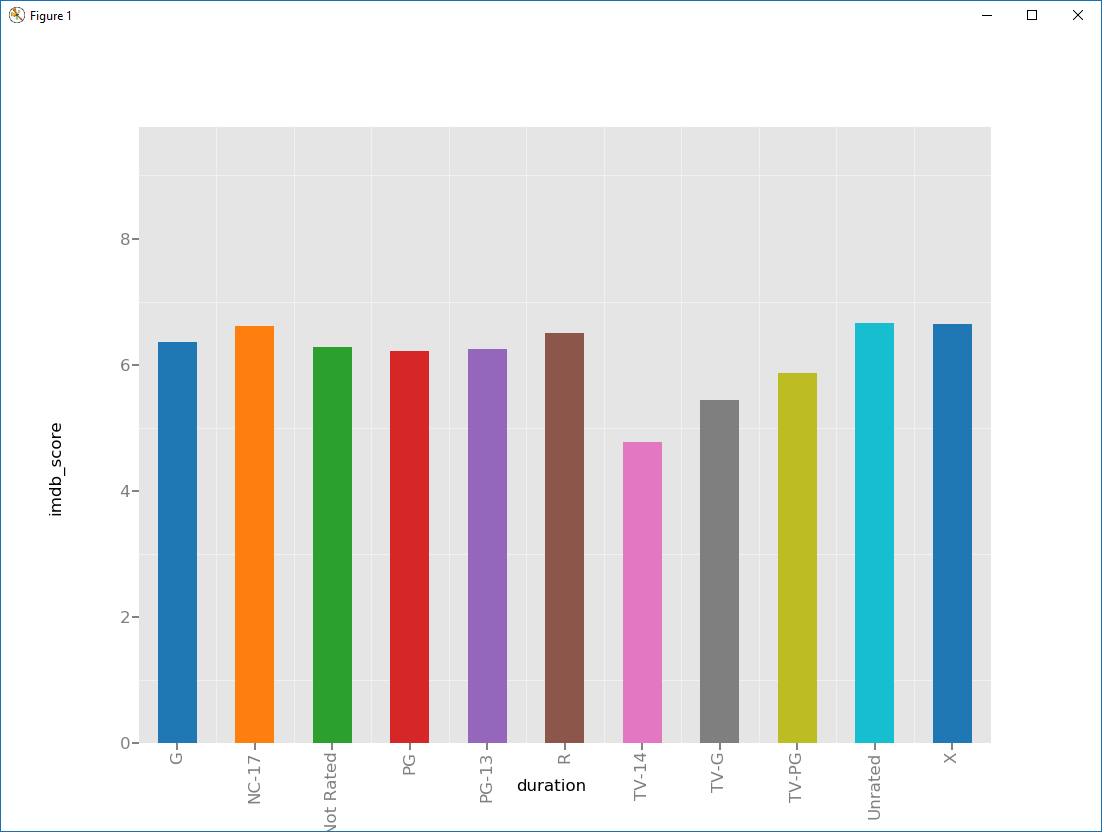 Figure 1
8
6
4
2
0
imdb_score
G
NC-17
Not Rated
PG
PG-13
R
TV-14
TV-G
TV-PG
Unrated
X
duration